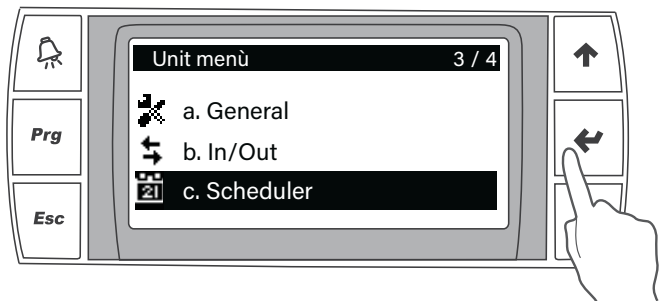 Unit menù 3 / 4
a. General
b. In/Out
c. Scheduler
Prg
Esc
21